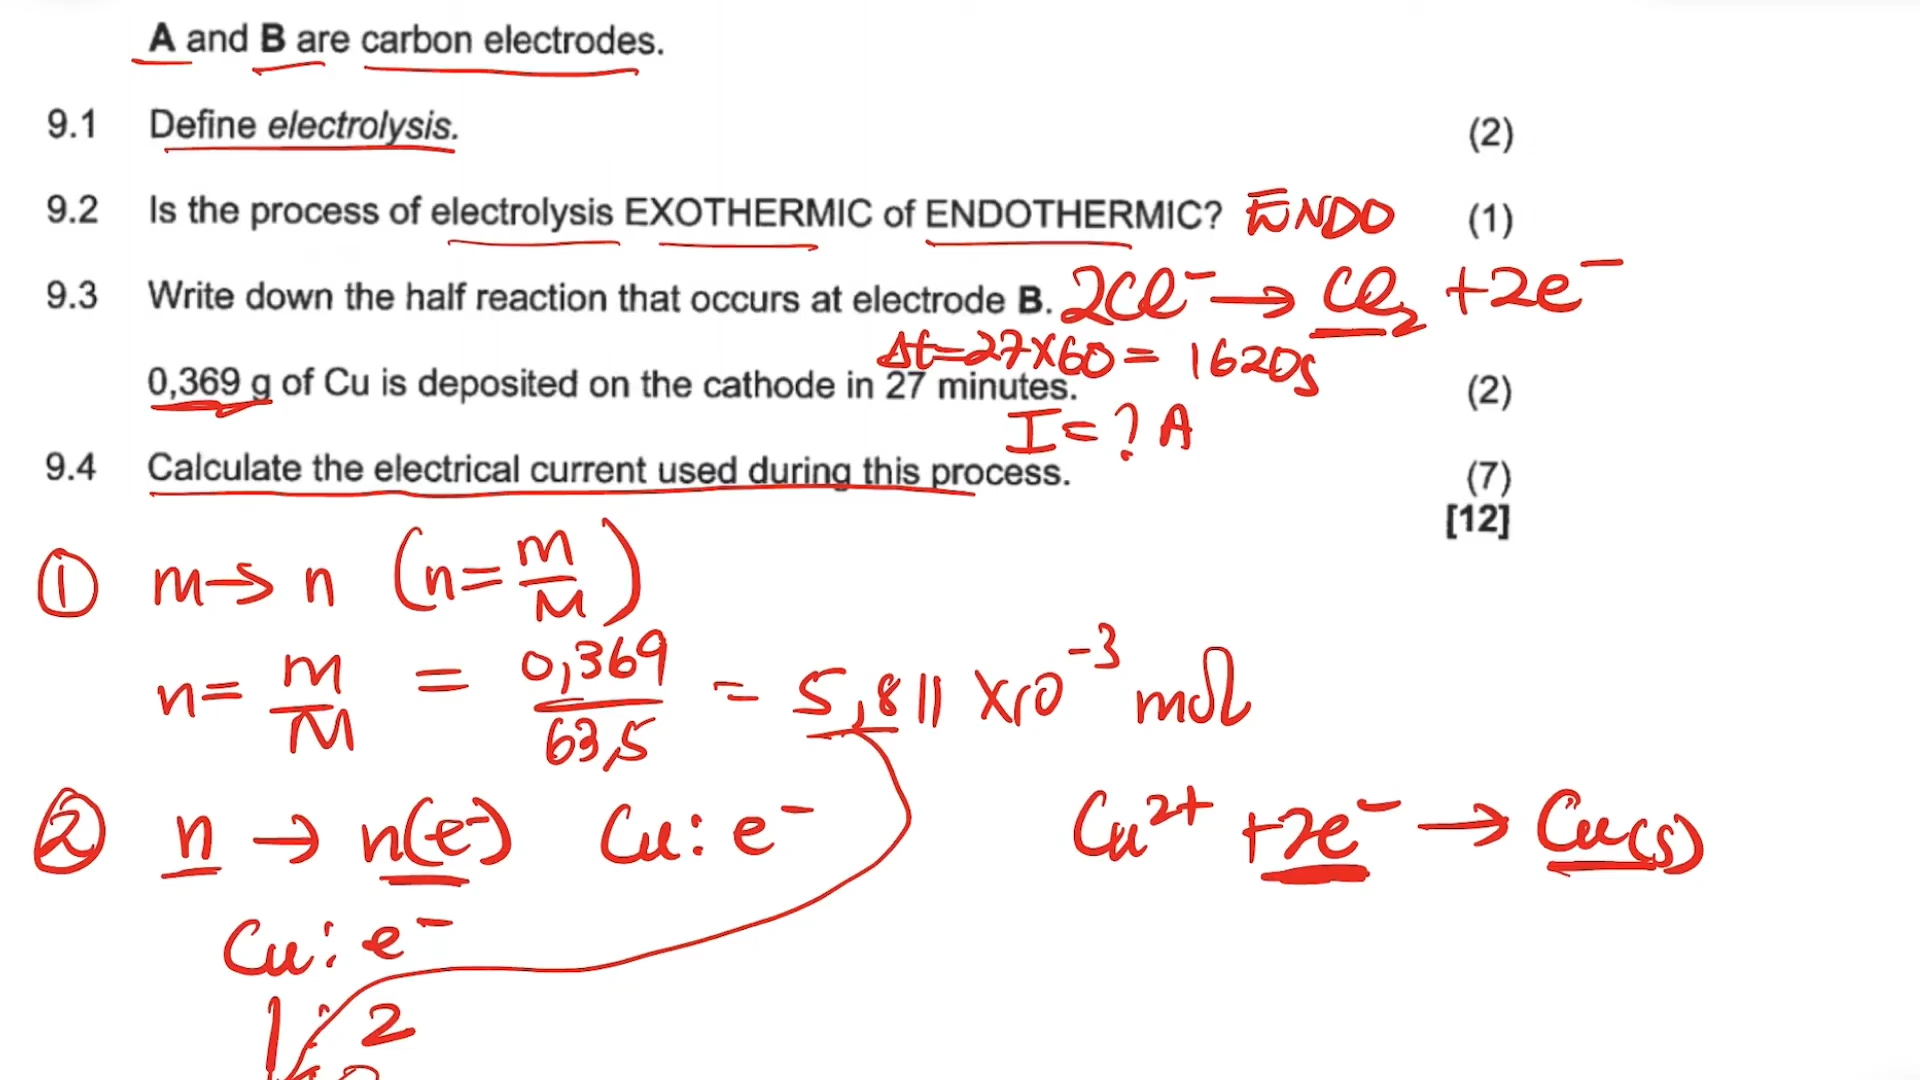 A and B are carbon electrodes.
9.1 Define electrolysis. (2)
9.2 Is the process of electrolysis EXOTHERMIC of ENDOTHERMIC? ENDO (1)
9.3 Write down the half reaction that occurs at electrode B. 2Cl⁻ → Cl₂ + 2e⁻
Δt = 27 × 60 = 1620s
0,369 g of Cu is deposited on the cathode in 27 minutes. (2)
I = ? A
9.4 Calculate the electrical current used during this process. (7)
[12]
① m → n (n = m/M)
n = m/M = 0,369/63,5 = 5,811 × 10⁻³ mol
② n → n(e⁻) Cu : e⁻ Cu²⁺ + 2e⁻ → Cu(s)
Cu : e⁻
1 : 2